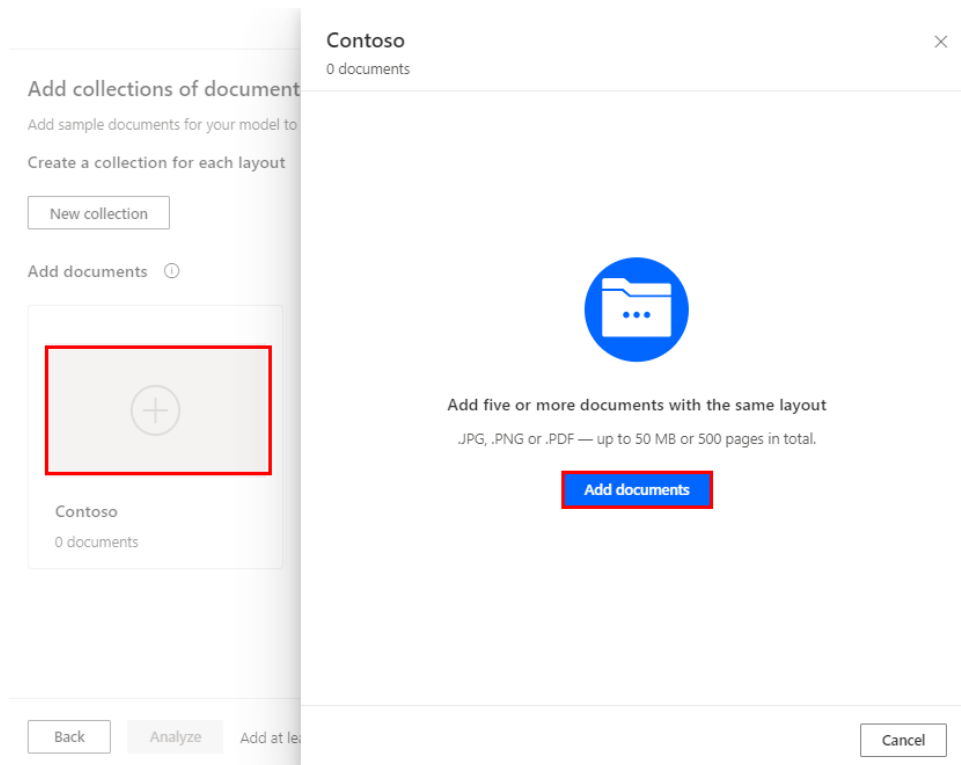 Add collections of document
Add sample documents for your model to
Create a collection for each layout
New collection
Add documents
Contoso
0 documents
Back
Analyze
Add at
Contoso
0 documents
Add five or more documents with the same layout
.JPG, .PNG or .PDF — up to 50 MB or 500 pages in total.
Add documents
Cancel